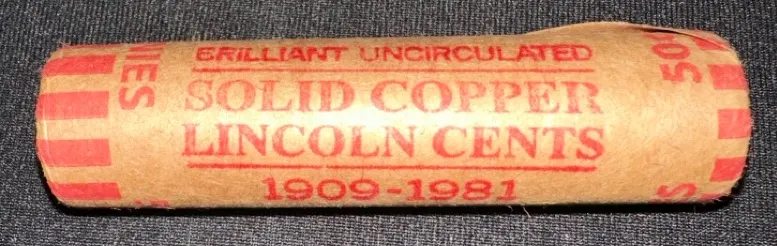 BRILLIANT UNCIRCULATED
SOLID COPPER
LINCOLN CENTS
1909-1981
50